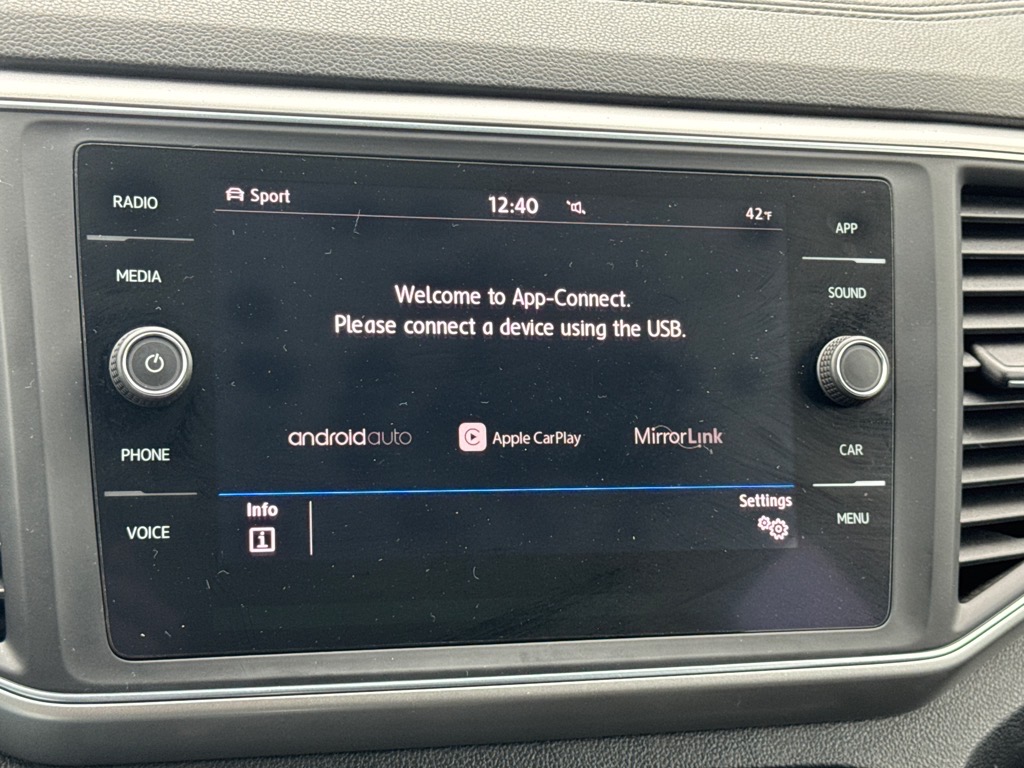 RADIO
MEDIA
PHONE
VOICE
Sport
12:40
42°F
Welcome to App-Connect.
Please connect a device using the USB.
androidauto
Apple CarPlay
MirrorLink
Info
Settings
APP
SOUND
CAR
MENU